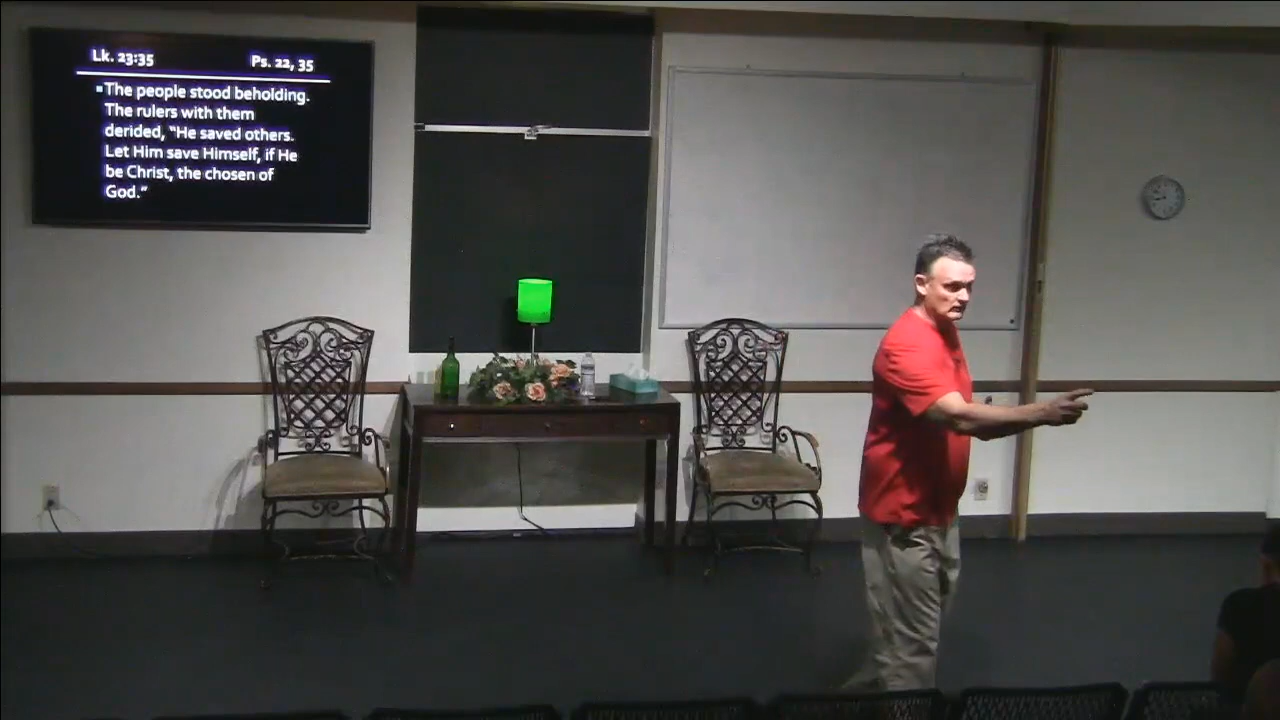 Lk. 23:35 Ps. 22, 35
▪The people stood beholding.
The rulers with them
derided, "He saved others.
Let Him save Himself, if He
be Christ, the chosen of
God."